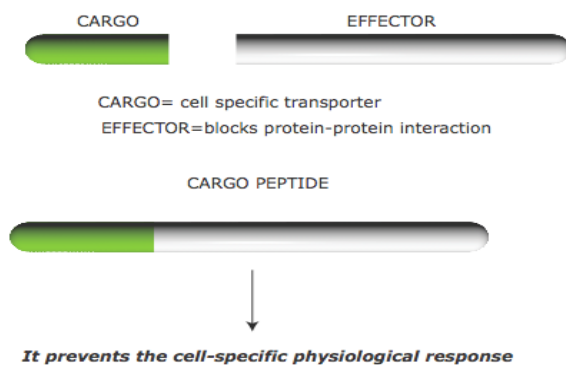 CARGO EFFECTOR
CARGO= cell specific transporter
EFFECTOR=blocks protein-protein interaction
CARGO PEPTIDE
It prevents the cell-specific physiological response